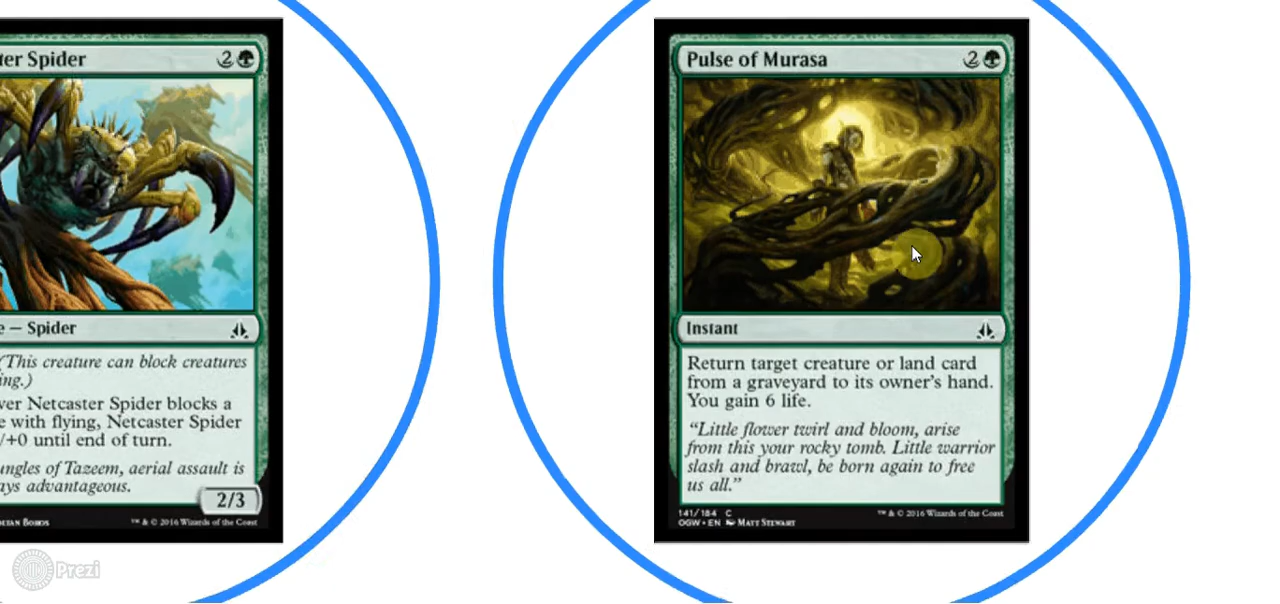 ter Spider 2
e — Spider
(This creature can block creatures
ing.)
ver Netcaster Spider blocks a
e with flying, Netcaster Spider
/+0 until end of turn.
ungles of Tazeem, aerial assault is
ays advantageous.
2/3
™ & © 2016 Wizards of the Coast
Pulse of Murasa 2
Instant
Return target creature or land card
from a graveyard to its owner's hand.
You gain 6 life.
"Little flower twirl and bloom, arise
from this your rocky tomb. Little warrior
slash and brawl, be born again to free
us all."
141/184 C
OGW • EN Matt Stewart
™ & © 2016 Wizards of the Coast
Prezi